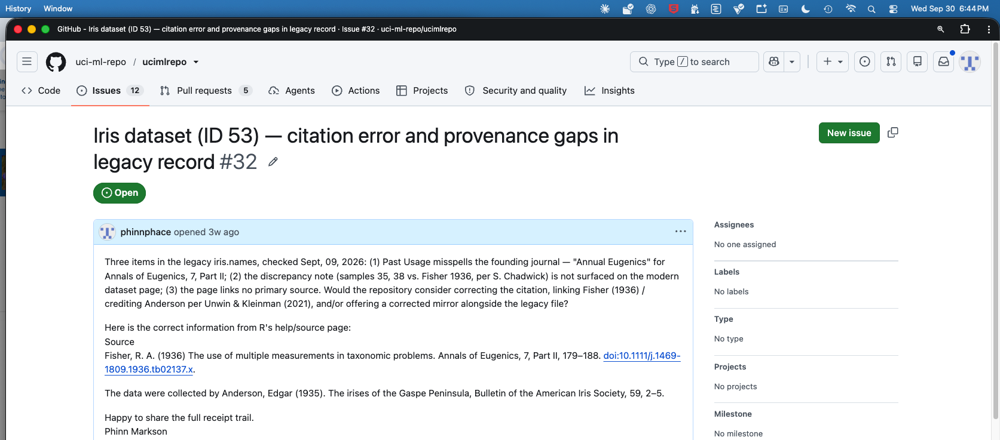 History Window Wed Sep 30 6:44 PM
GitHub - Iris dataset (ID 53) — citation error and provenance gaps in legacy record · Issue #32 · uci-ml-repo/ucimlrepo
uci-ml-repo / ucimlrepo Type / to search
Code Issues 12 Pull requests 5 Agents Actions Projects Security and quality Insights
Iris dataset (ID 53) — citation error and provenance gaps in
legacy record #32
New issue
Open
phinnphace opened 3w ago
Three items in the legacy iris.names, checked Sept, 09, 2026: (1) Past Usage misspells the founding journal — "Annual Eugenics" for
Annals of Eugenics, 7, Part II; (2) the discrepancy note (samples 35, 38 vs. Fisher 1936, per S. Chadwick) is not surfaced on the modern
dataset page; (3) the page links no primary source. Would the repository consider correcting the citation, linking Fisher (1936) /
crediting Anderson per Unwin & Kleinman (2021), and/or offering a corrected mirror alongside the legacy file?
Here is the correct information from R's help/source page:
Source
Fisher, R. A. (1936) The use of multiple measurements in taxonomic problems. Annals of Eugenics, 7, Part II, 179–188. doi:10.1111/j.1469-
1809.1936.tb02137.x.
The data were collected by Anderson, Edgar (1935). The irises of the Gaspe Peninsula, Bulletin of the American Iris Society, 59, 2–5.
Happy to share the full receipt trail.
Phinn Markson
Assignees
No one assigned
Labels
No labels
Type
No type
Projects
No projects
Milestone
No milestone